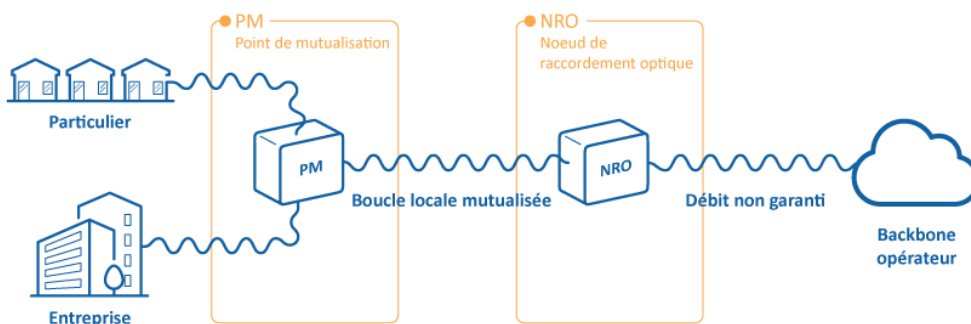 PM
Point de mutualisation
NRO
Noeud de
raccordement optique
Particulier
PM
NRO
Boucle locale mutualisée
Débit non garanti
Backbone
opérateur
Entreprise